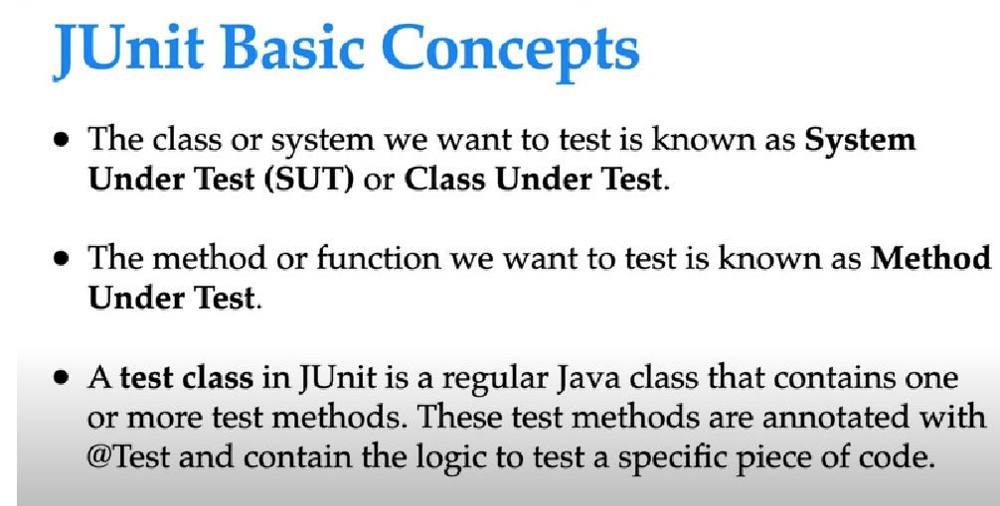 JUnit Basic Concepts
• The class or system we want to test is known as System
Under Test (SUT) or Class Under Test.
• The method or function we want to test is known as Method
Under Test.
• A test class in JUnit is a regular Java class that contains one
or more test methods. These test methods are annotated with
@Test and contain the logic to test a specific piece of code.